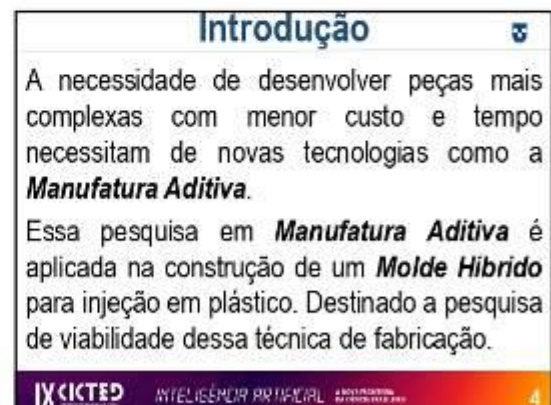 Introdução
A necessidade de desenvolver peças mais
complexas com menor custo e tempo
necessitam de novas tecnologias como a
Manufatura Aditiva.
Essa pesquisa em Manufatura Aditiva é
aplicada na construção de um Molde Hibrido
para injeção em plástico. Destinado a pesquisa
de viabilidade dessa técnica de fabricação.
IX CICTED INTELIGÊNCIA ARTIFICIAL
4